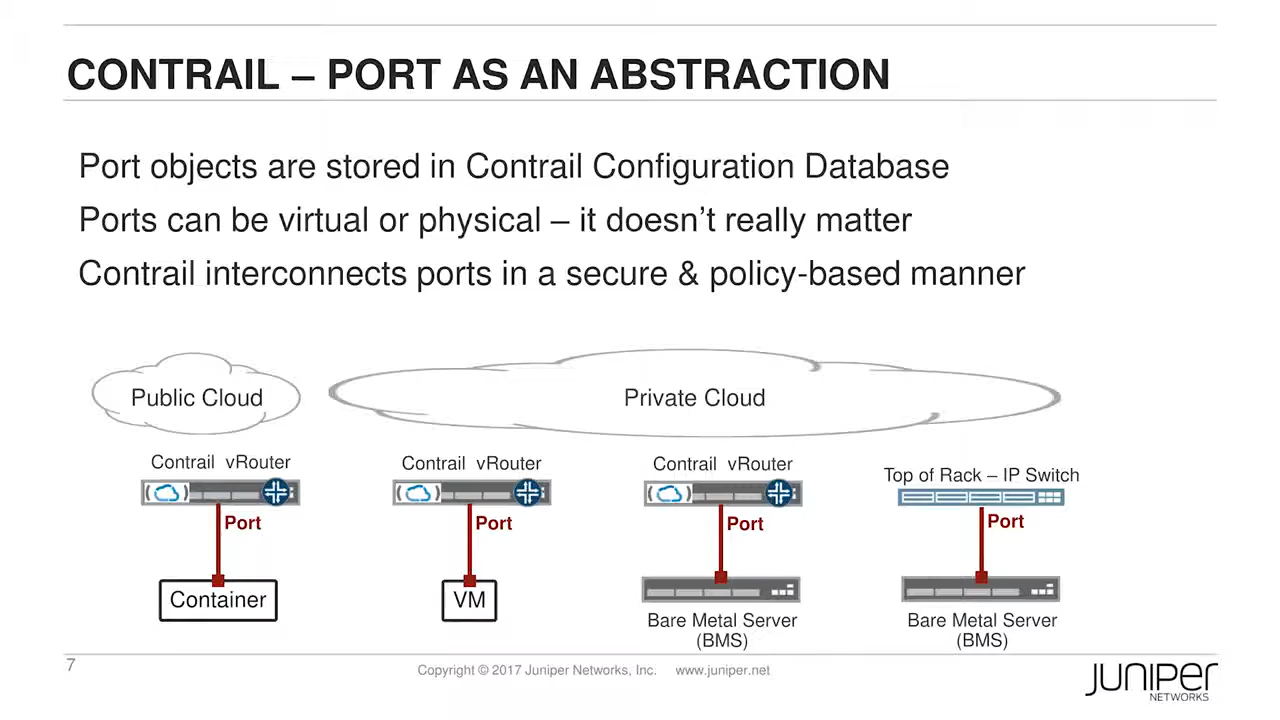 CONTRAIL – PORT AS AN ABSTRACTION
Port objects are stored in Contrail Configuration Database
Ports can be virtual or physical – it doesn't really matter
Contrail interconnects ports in a secure & policy-based manner
Public Cloud
Private Cloud
Contrail vRouter
Contrail vRouter
Contrail vRouter
Top of Rack – IP Switch
Port
Port
Port
Port
Container
VM
Bare Metal Server
(BMS)
Bare Metal Server
(BMS)
7
Copyright © 2017 Juniper Networks, Inc. www.juniper.net
JUNIPER
NETWORKS